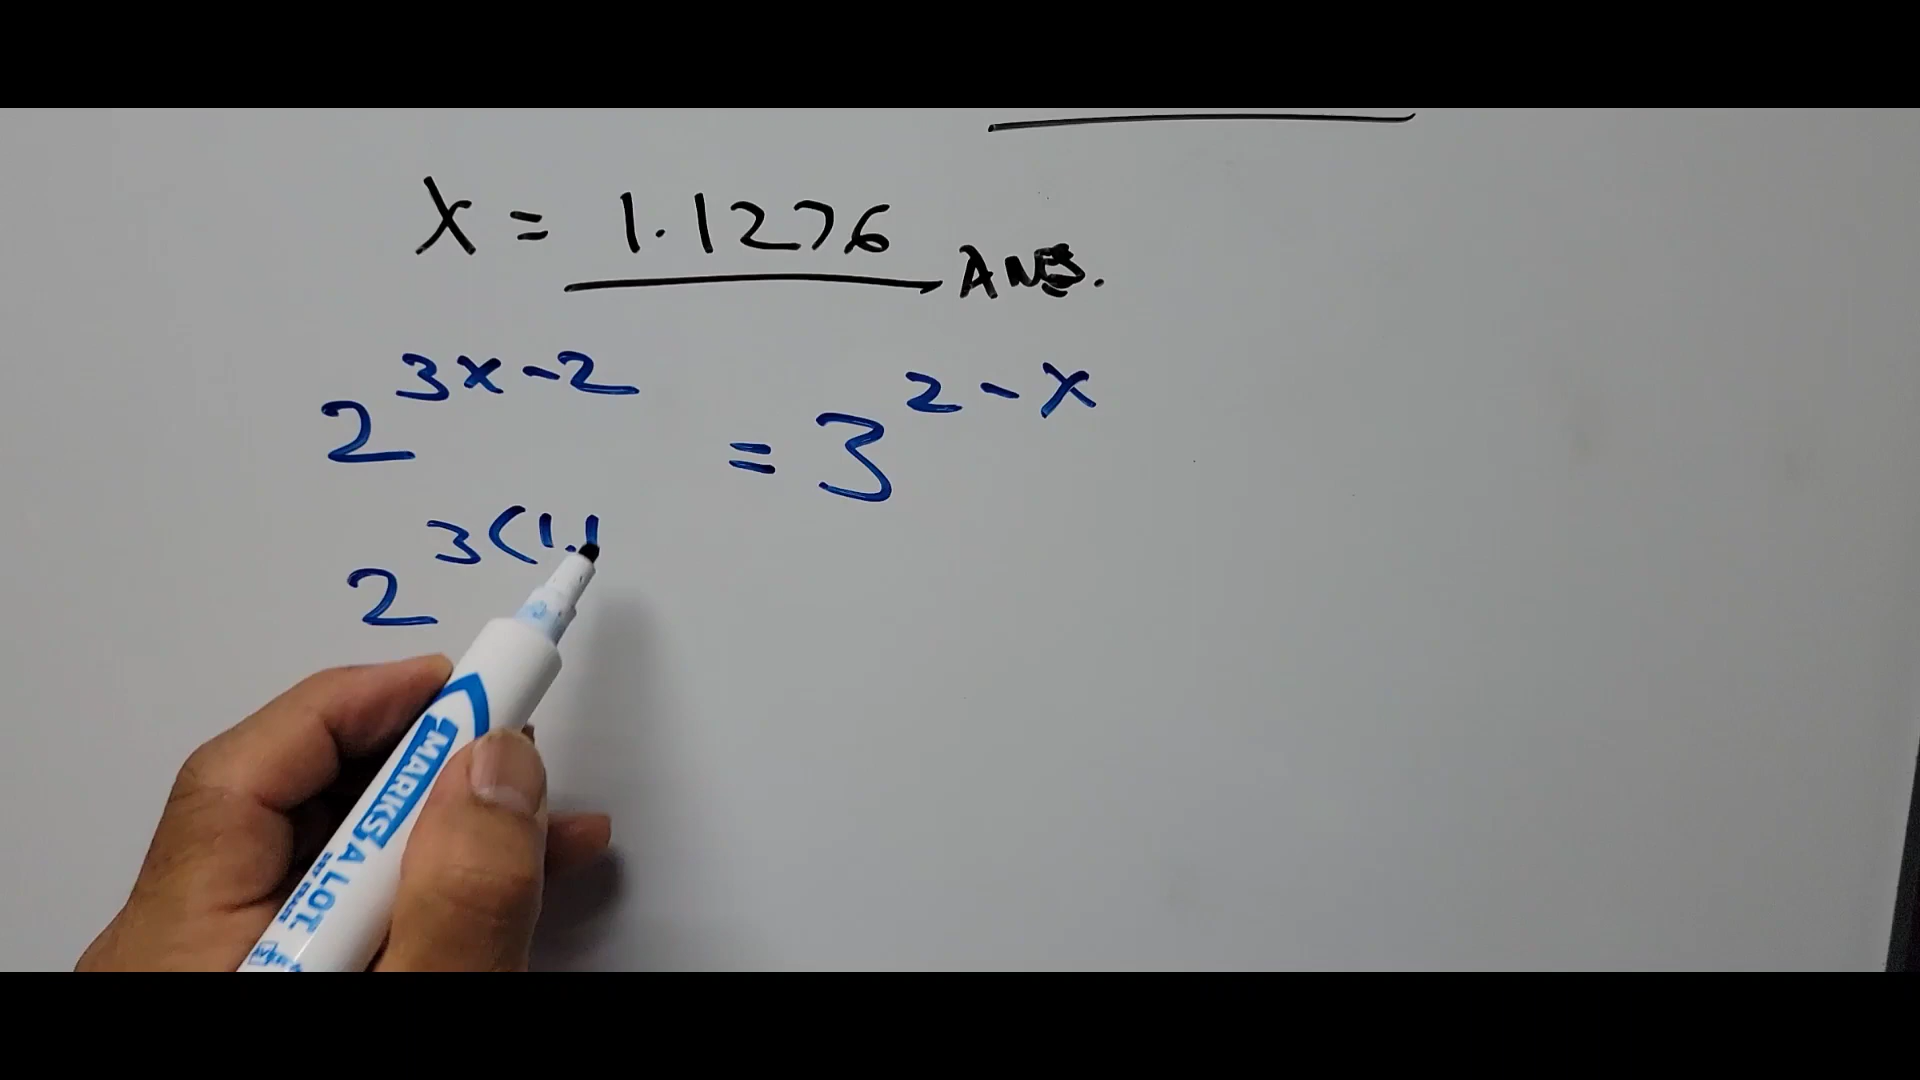 x = 1.1276 ANS.
2^{3x-2} = 3^{2-x}
2^{3(1.1}
MARKS A LOT.